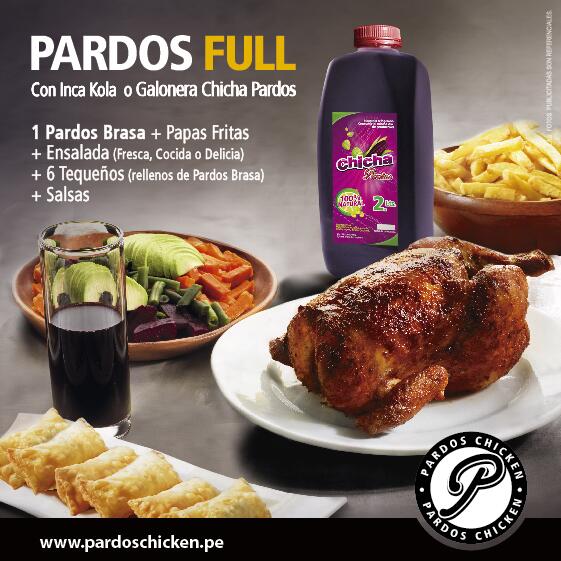 PARDOS FULL
Con Inca Kola o Galonera Chicha Pardos
1 Pardos Brasa + Papas Fritas
+ Ensalada (Fresca, Cocida o Delicia)
+ 6 Tequeños (rellenos de Pardos Brasa)
+ Salsas
FOTOS PUBLICITADAS SON REFERENCIALES.
chicha
100%
NATURAL
2 Lts.
PARDOS CHICKEN
P
PARDOS CHICKEN
www.pardoschicken.pe